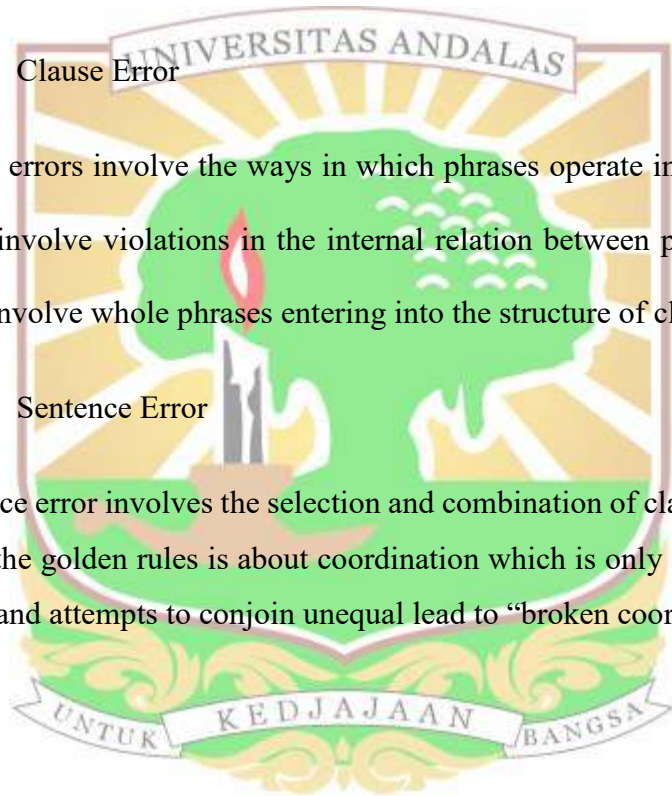 UNIVERSITAS ANDALAS
Clause Error
errors involve the ways in which phrases operate in
involve violations in the internal relation between p
nvolve whole phrases entering into the structure of cl
Sentence Error
ce error involves the selection and combination of cla
the golden rules is about coordination which is only
and attempts to conjoin unequal lead to “broken coor
UNTUK KEDJAJAAN BANGSA